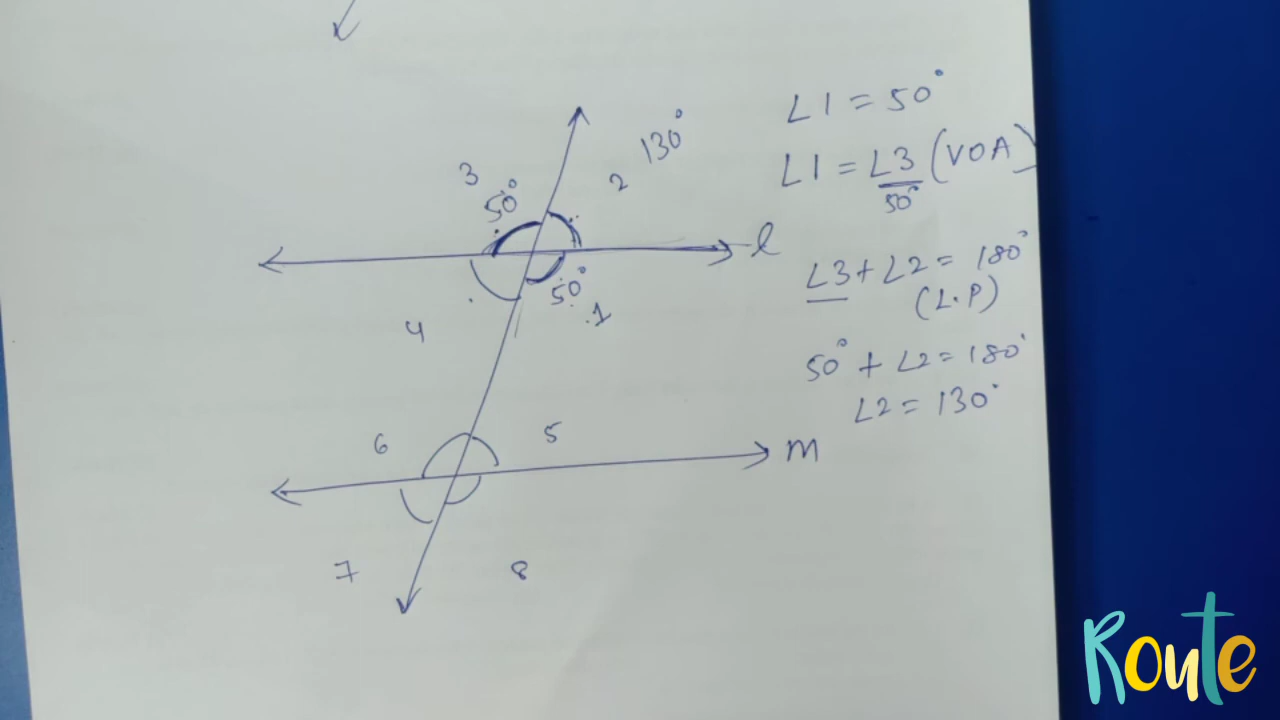 ∠1 = 50°
∠1 = ∠3 (VOA)
50°
∠3 + ∠2 = 180°
(L.P)
50° + ∠2 = 180°
∠2 = 130°
130°
3
2
50°
l
50°
1
4
6
5
m
7
8
Route